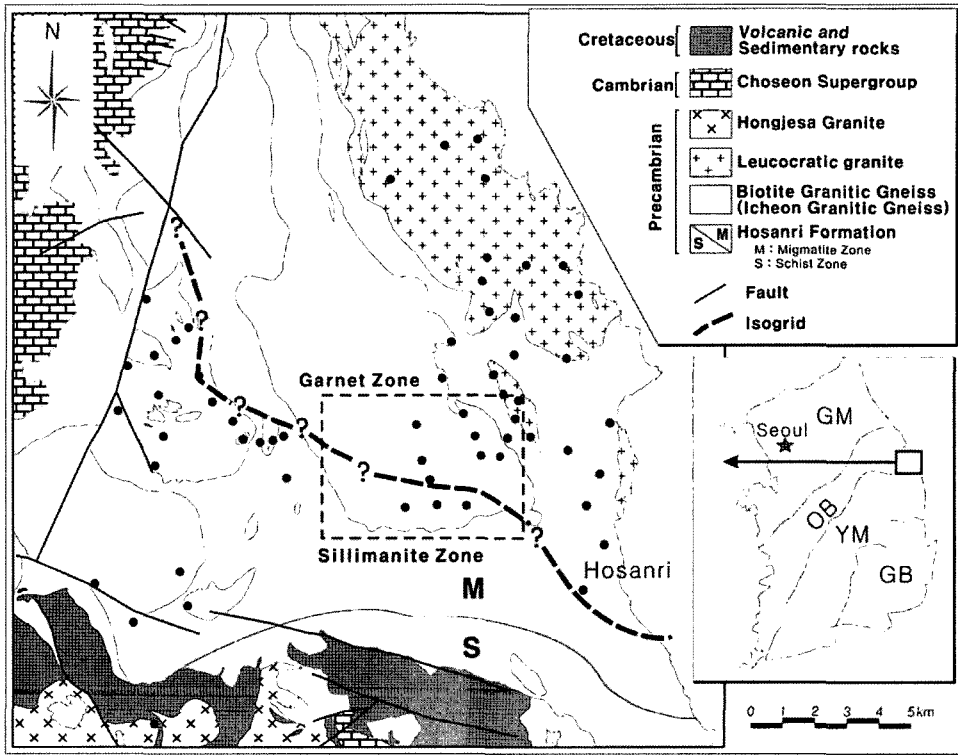 N
Cretaceous
Volcanic and
Sedimentary rocks
Cambrian
Choseon Supergroup
Precambrian
Hongjesa Granite
Leucocratic granite
Biotite Granitic Gneiss
(Icheon Granitic Gneiss)
S M
Hosanri Formation
M : Migmatite Zone
S : Schist Zone
Fault
Isogrid
?
?
?
?
?
?
Garnet Zone
Sillimanite Zone
Hosanri
M
S
Seoul
GM
OB
YM
GB
0 1 2 3 4 5km